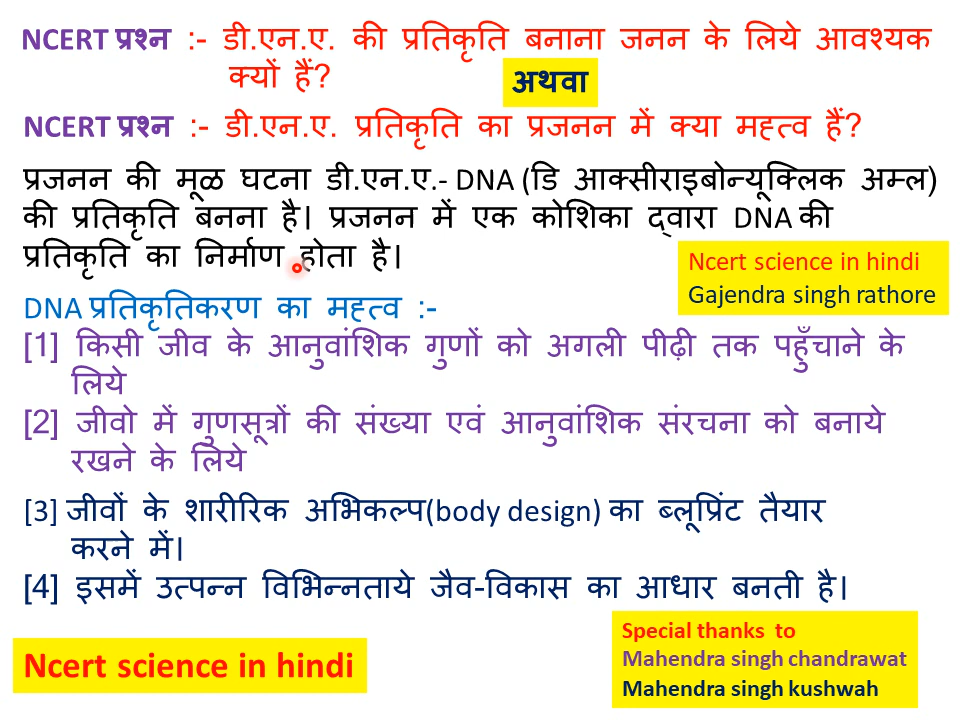 NCERT प्रश्न :- डी.एन.ए. की प्रतिकृति बनाना जनन के लिये आवश्यक
क्यों हैं?
अथवा
NCERT प्रश्न :- डी.एन.ए. प्रतिकृति का प्रजनन में क्या महत्व हैं?
प्रजनन की मूळ घटना डी.एन.ए.- DNA (डि आक्सीराइबोन्यूक्लिक अम्ल)
की प्रतिकृति बनना है। प्रजनन में एक कोशिका द्वारा DNA की
प्रतिकृति का निर्माण होता है।
Ncert science in hindi
Gajendra singh rathore
DNA प्रतिकृतिकरण का महत्व :-
[1] किसी जीव के आनुवांशिक गुणों को अगली पीढ़ी तक पहुँचाने के
लिये
[2] जीवो में गुणसूत्रों की संख्या एवं आनुवांशिक संरचना को बनाये
रखने के लिये
[3] जीवों के शारीरिक अभिकल्प(body design) का ब्लूप्रिंट तैयार
करने में।
[4] इसमें उत्पन्न विभिन्नताये जैव-विकास का आधार बनती है।
Ncert science in hindi
Special thanks to
Mahendra singh chandrawat
Mahendra singh kushwah